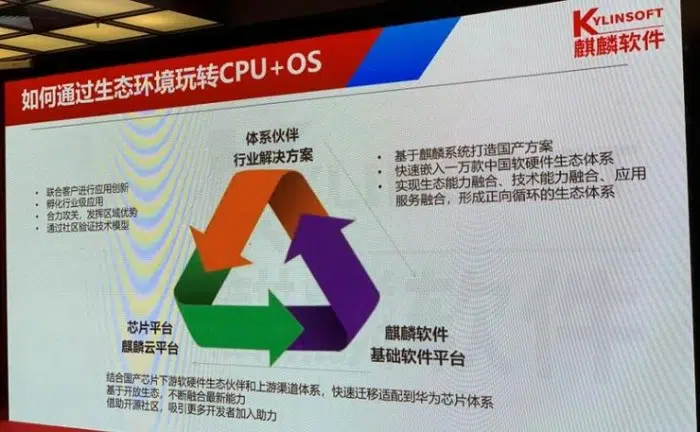 如何通过生态环境玩转CPU+OS
KYLINSOFT
麒麟软件
体系伙伴
行业解决方案
联合客户进行应用创新
孵化行业级应用
合力攻关，发挥区域优势
通过社区验证技术模型
基于麒麟系统打造国产方案
快速嵌入一万款中国软硬件生态体系
实现生态能力融合、技术能力融合、应用
服务融合，形成正向循环的生态体系
芯片平台
麒麟云平台
麒麟软件
基础软件平台
结合国产芯片下游软硬件生态伙伴和上游渠道体系，快速迁移适配到华为芯片体系
基于开放生态，不断融合最新能力
借助开源社区，吸引更多开发者加入助力